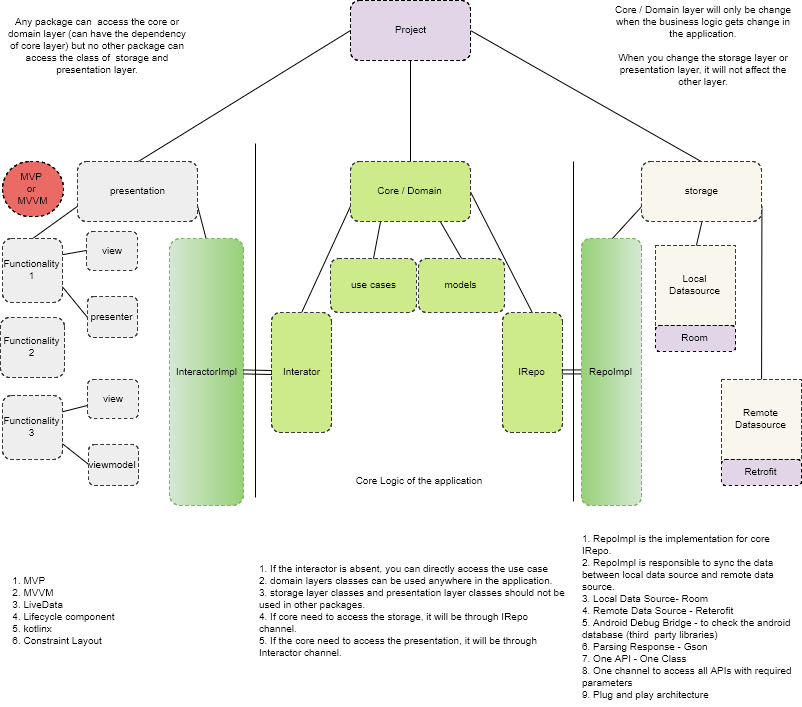 Any package can access the core or
domain layer (can have the dependency
of core layer) but no other package can
access the class of storage and
presentation layer.
Project
Core / Domain layer will only be change
when the business logic gets change in
the application.
When you change the storage layer or
presentation layer, it will not affect the
other layer.
MVP
or
MVVM
presentation
Core / Domain
storage
Functionality
1
view
presenter
Functionality
2
Functionality
3
view
viewmodel
InteractorImpl
use cases
models
Interator
IRepo
RepoImpl
Local
Datasource
Room
Remote
Datasource
Retrofit
Core Logic of the application
1. MVP
2. MVVM
3. LiveData
4. Lifecycle component
5. kotlinx
6. Constraint Layout
1. If the interactor is absent, you can directly access the use case
2. domain layers classes can be used anywhere in the application.
3. storage layer classes and presentation layer classes should not be
used in other packages.
4. If core need to access the storage, it will be through IRepo
channel.
5. If the core need to access the presentation, it will be through
Interactor channel.
1. RepoImpl is the implementation for core
IRepo.
2. RepoImpl is responsible to sync the data
between local data source and remote data
source.
3. Local Data Source- Room
4. Remote Data Source - Reterofit
5. Android Debug Bridge - to check the android
database (third party libraries)
6. Parsing Response - Gson
7. One API - One Class
8. One channel to access all APIs with required
parameters
9. Plug and play architecture